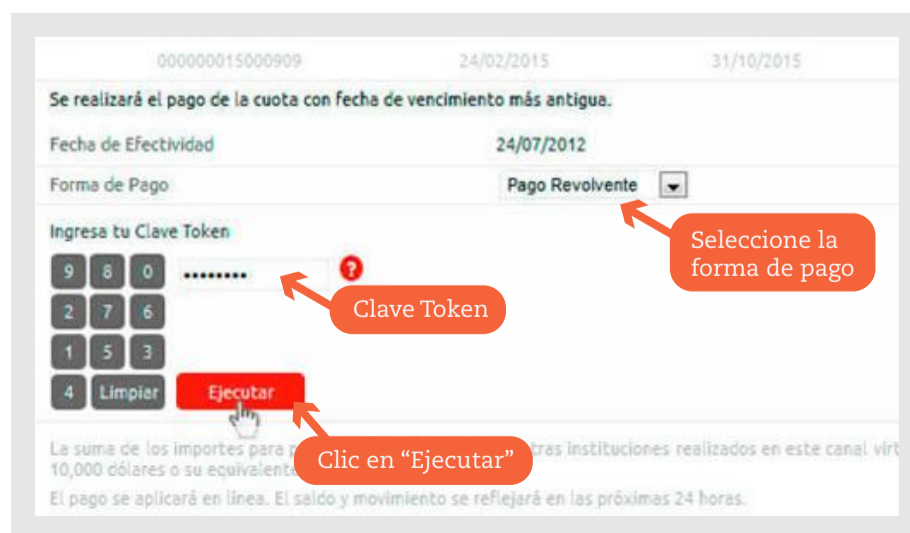 000000015000909 24/02/2015 31/10/2015
Se realizará el pago de la cuota con fecha de vencimiento más antigua.
Fecha de Efectividad 24/07/2012
Forma de Pago Pago Revolvente
Seleccione la
forma de pago
Ingresa tu Clave Token
9 8 0 •••••••• ?
Clave Token
2 7 6
1 5 3
4 Limpiar Ejecutar
Clic en “Ejecutar”
La suma de los importes para tras instituciones realizados en este canal
10,000 dólares o su equivalente
El pago se aplicará en línea. El saldo y movimiento se reflejará en las próximas 24 horas.